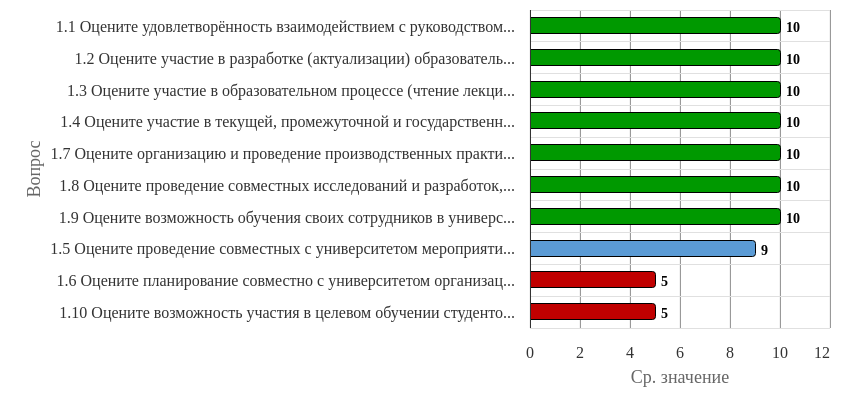 1.1 Оцените удовлетворённость взаимодействием с руководством... 10
1.2 Оцените участие в разработке (актуализации) образователь... 10
1.3 Оцените участие в образовательном процессе (чтение лекци... 10
1.4 Оцените участие в текущей, промежуточной и государственн... 10
1.7 Оцените организацию и проведение производственных практи... 10
1.8 Оцените проведение совместных исследований и разработок,... 10
1.9 Оцените возможность обучения своих сотрудников в универс... 10
1.5 Оцените проведение совместных с университетом мероприяти... 9
1.6 Оцените планирование совместно с университетом организац... 5
1.10 Оцените возможность участия в целевом обучении студенто... 5
Вопрос
0 2 4 6 8 10 12
Ср. значение